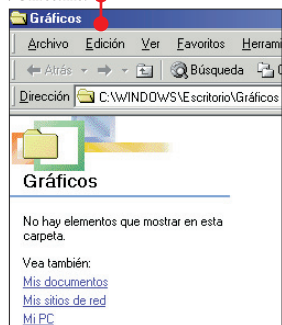 Gráficos
Archivo Edición Ver Favoritos Herrami
Atrás Búsqueda
Dirección C:\WINDOWS\Escritorio\Gráficos
Gráficos
No hay elementos que mostrar en esta
carpeta.
Vea también:
Mis documentos
Mis sitios de red
Mi PC